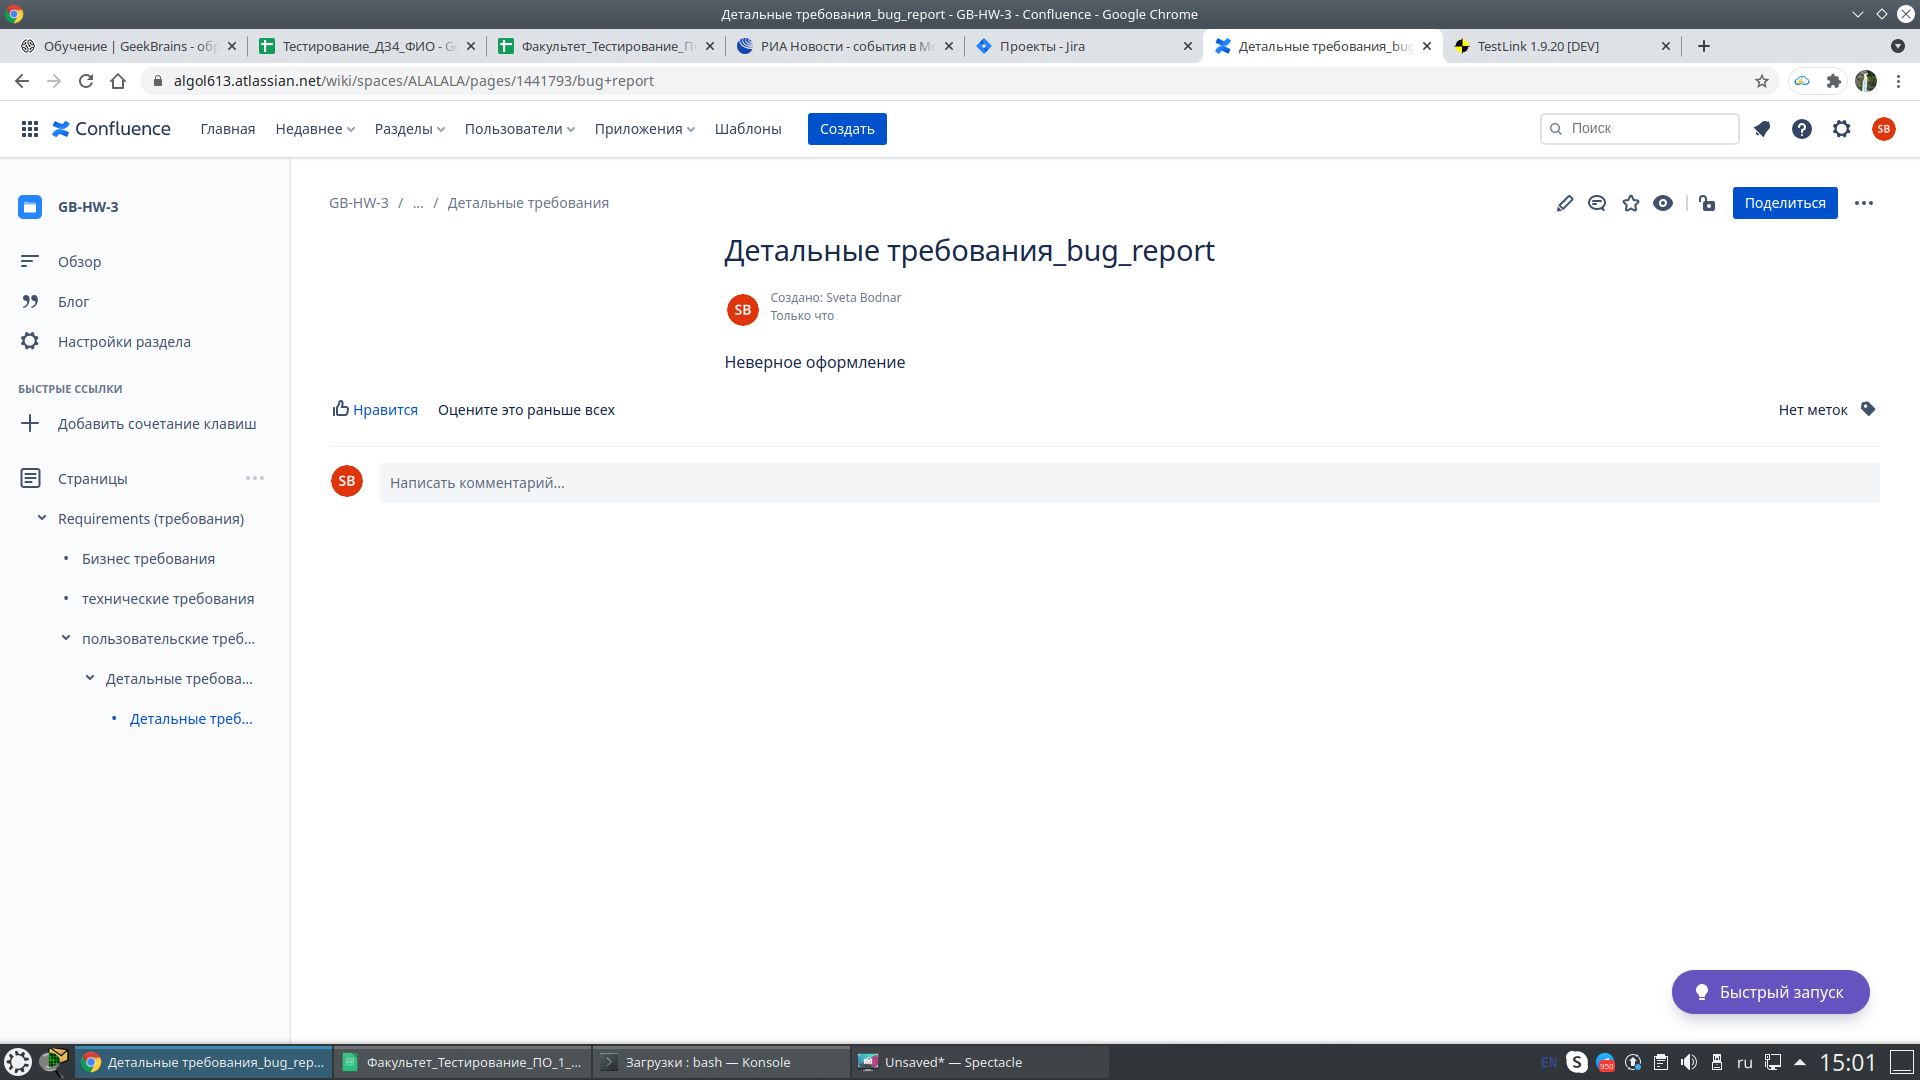 Детальные требования_bug_report - GB-HW-3 - Confluence - Google Chrome
Обучение | GeekBrains - об
Тестирование_ДЗ4_ФИО - G
Факультет_Тестирование_П
РИА Новости - события в М
Проекты - Jira
Детальные требования_bu
TestLink 1.9.20 [DEV]
algol613.atlassian.net/wiki/spaces/ALALALA/pages/1441793/bug+report
Confluence
Главная
Недавнее
Разделы
Пользователи
Приложения
Шаблоны
Создать
Поиск
SB
GB-HW-3
Обзор
Блог
Настройки раздела
БЫСТРЫЕ ССЫЛКИ
Добавить сочетание клавиш
Страницы
Requirements (требования)
• Бизнес требования
• технические требования
пользовательские треб...
Детальные требова...
• Детальные треб...
GB-HW-3 / ... / Детальные требования
Поделиться
Детальные требования_bug_report
SB
Создано: Sveta Bodnar
Только что
Неверное оформление
Нравится
Оцените это раньше всех
Нет меток
SB
Написать комментарий...
Быстрый запуск
Детальные требования_bug_rep...
Факультет_Тестирование_ПО_1_...
Загрузки : bash — Konsole
Unsaved* — Spectacle
EN
S
950
ru
15:01